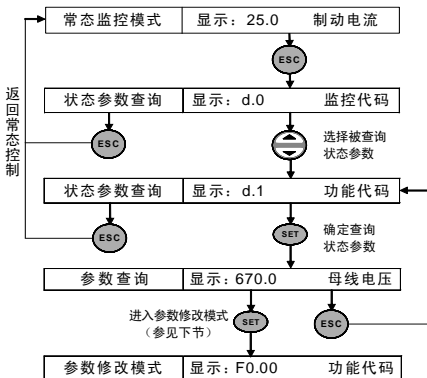 常态监控模式 显示：25.0 制动电流
ESC
状态参数查询 显示：d.0 监控代码
返回常态控制
ESC
选择被查询
状态参数
状态参数查询 显示：d.1 功能代码
ESC
SET
确定查询
状态参数
参数查询 显示：670.0 母线电压
进入参数修改模式
（参见下节）
SET
ESC
参数修改模式 显示：F0.00 功能代码